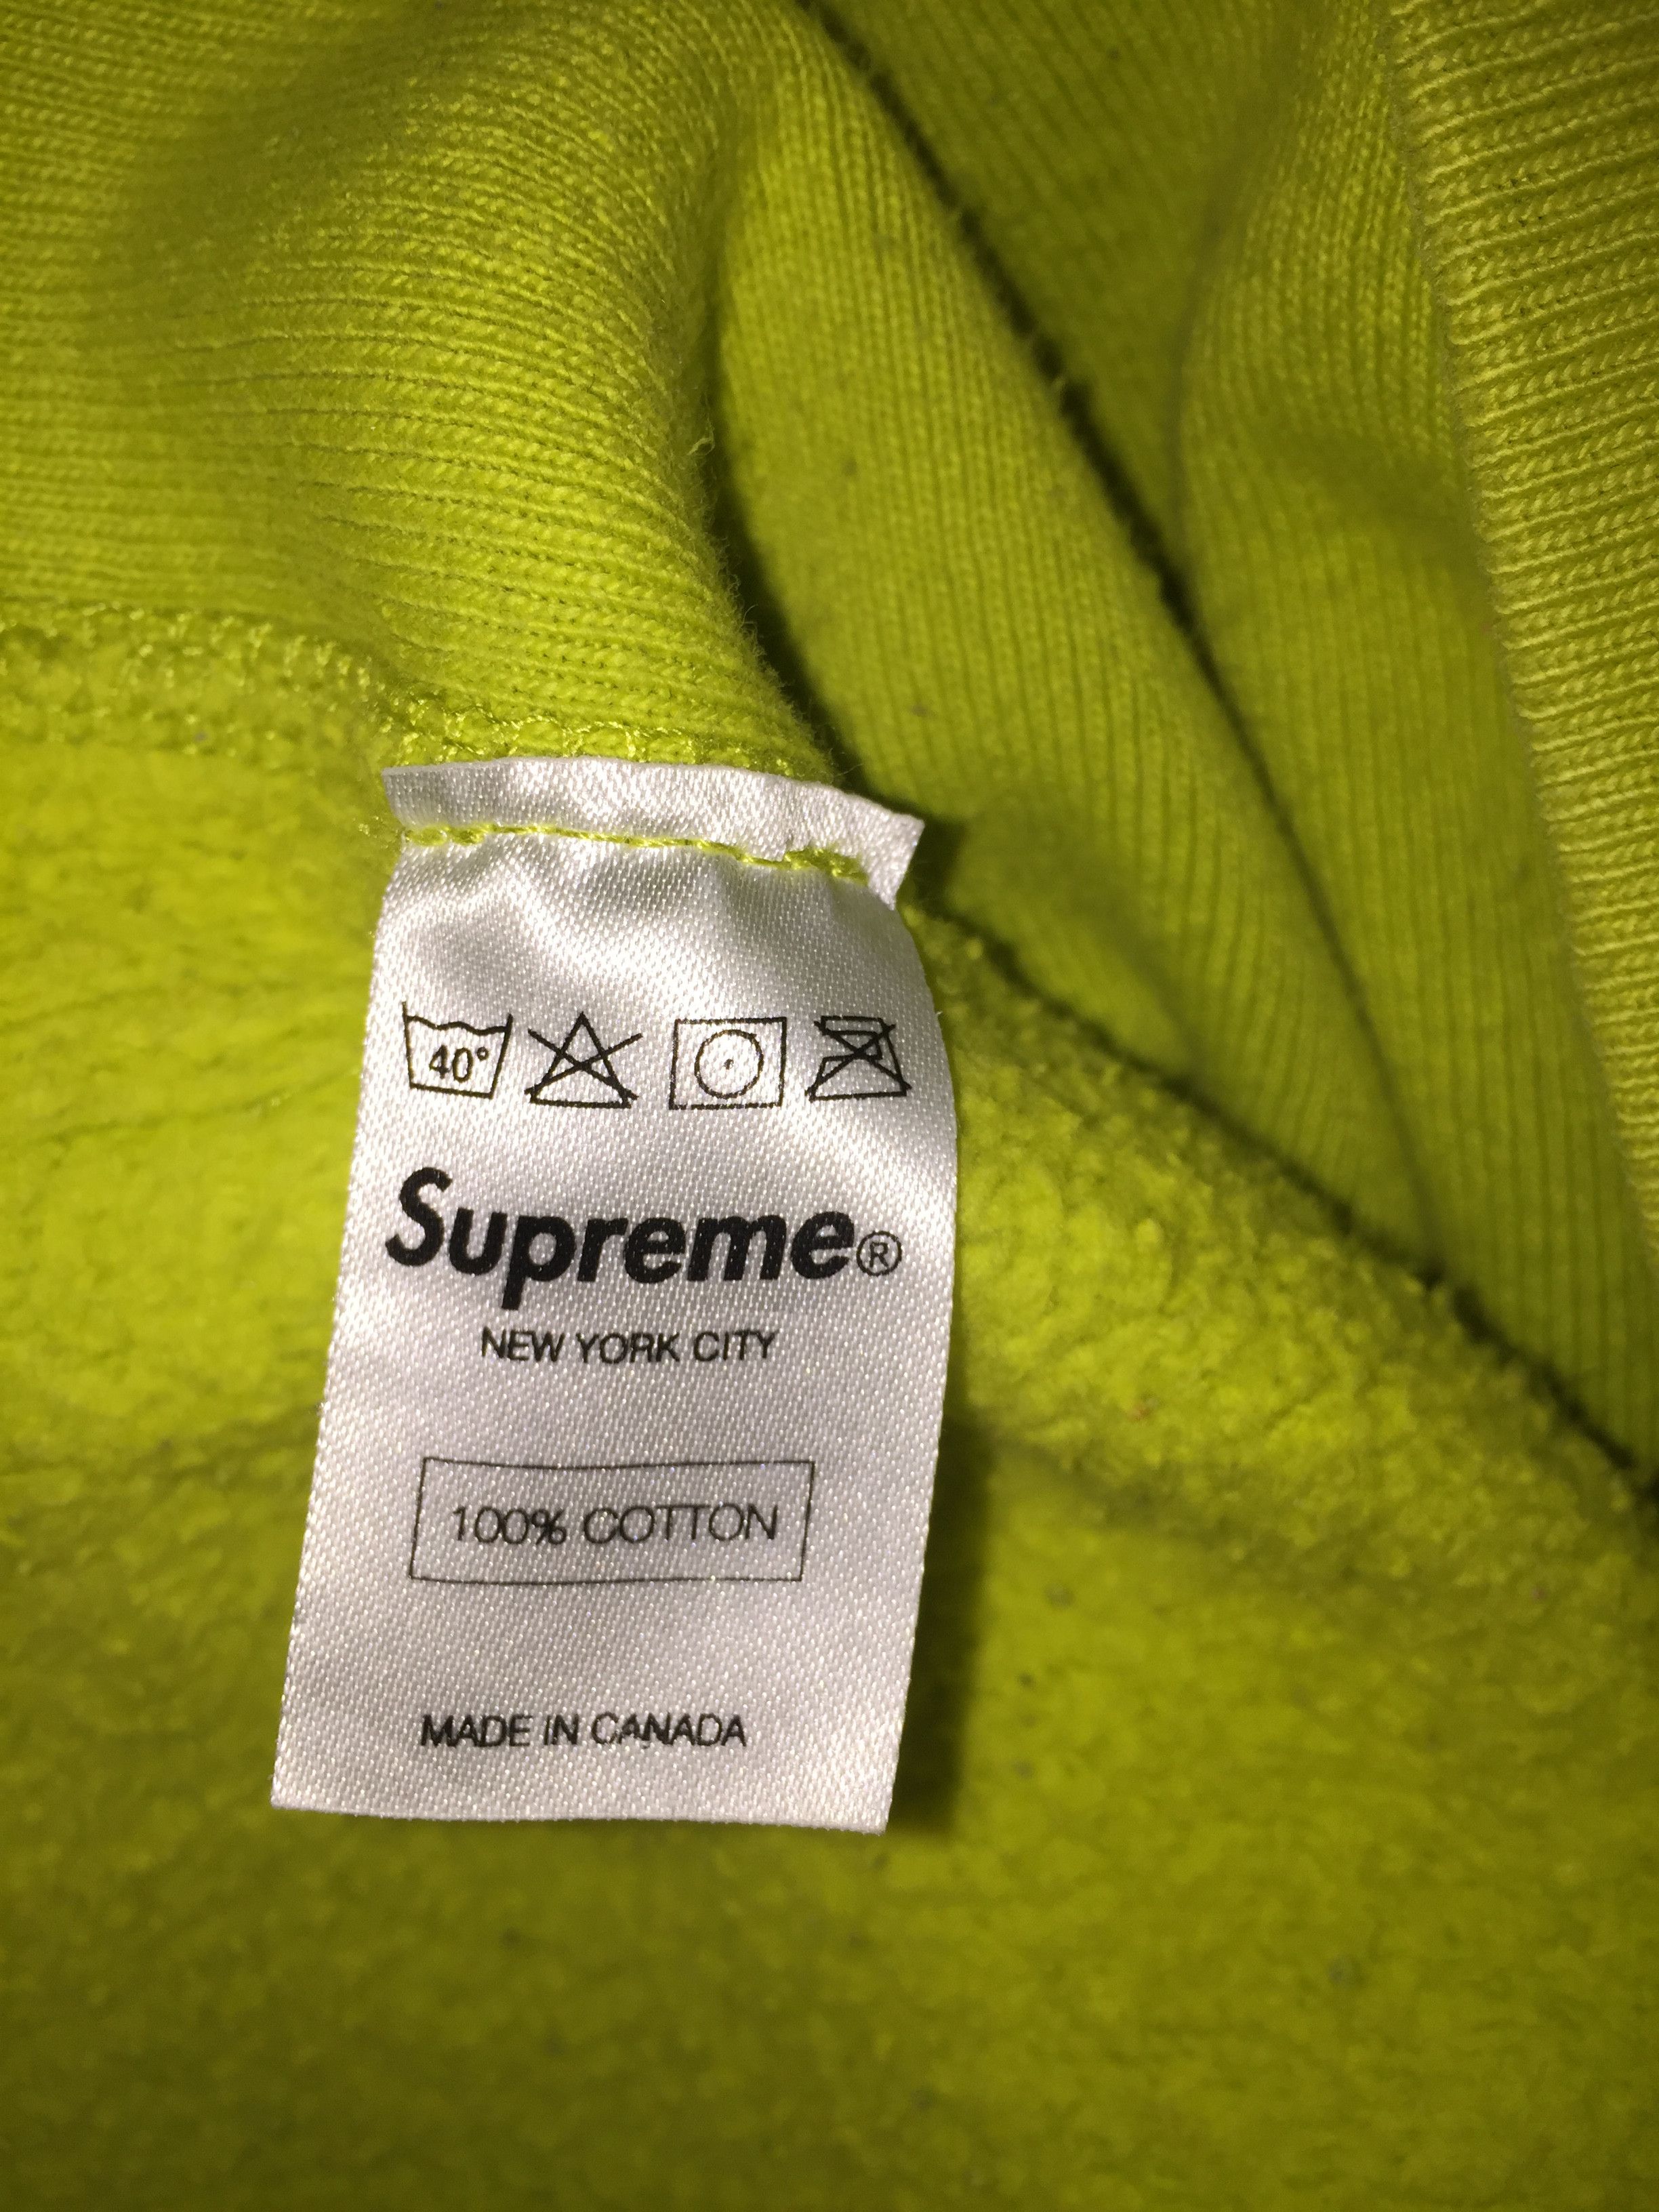 40°
Supreme®
NEW YORK CITY
100% COTTON
MADE IN CANADA